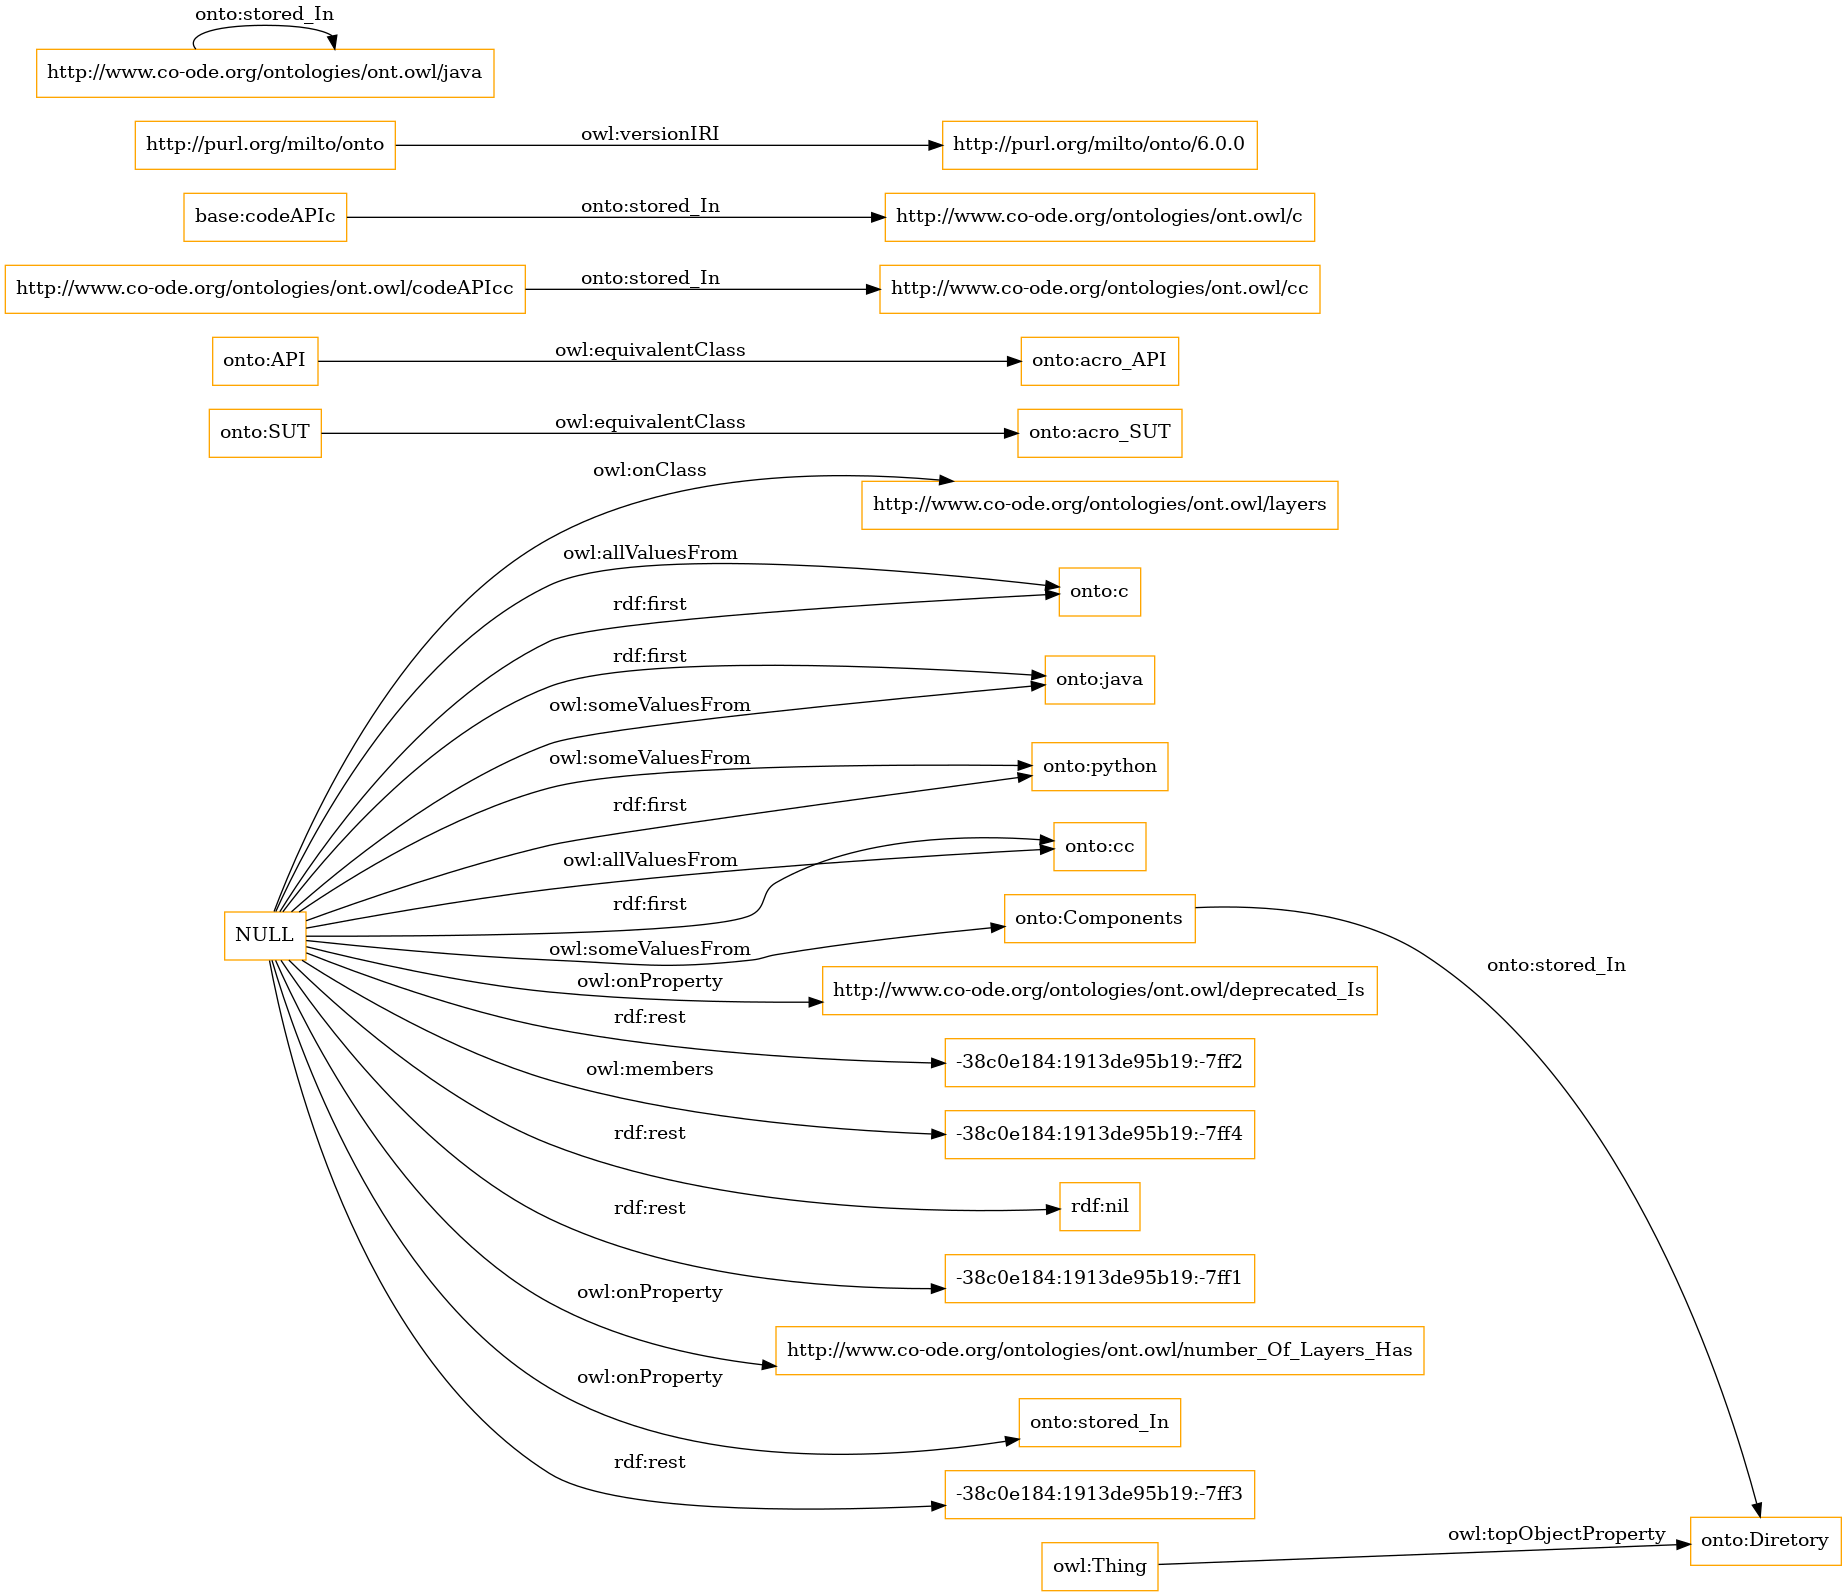 onto:stored_In
http://www.co-ode.org/ontologies/ont.owl/java
http://purl.org/milto/onto
owl:versionIRI
http://purl.org/milto/onto/6.0.0
base:codeAPIc
onto:stored_In
http://www.co-ode.org/ontologies/ont.owl/c
http://www.co-ode.org/ontologies/ont.owl/codeAPIcc
onto:stored_In
http://www.co-ode.org/ontologies/ont.owl/cc
onto:API
owl:equivalentClass
onto:acro_API
onto:SUT
owl:equivalentClass
onto:acro_SUT
owl:onClass
http://www.co-ode.org/ontologies/ont.owl/layers
owl:allValuesFrom
onto:c
rdf:first
rdf:first
onto:java
owl:someValuesFrom
owl:someValuesFrom
onto:python
rdf:first
onto:cc
owl:allValuesFrom
rdf:first
onto:Components
NULL
owl:someValuesFrom
onto:stored_In
owl:onProperty
http://www.co-ode.org/ontologies/ont.owl/deprecated_Is
rdf:rest
-38c0e184:1913de95b19:-7ff2
owl:members
-38c0e184:1913de95b19:-7ff4
rdf:rest
rdf:nil
rdf:rest
-38c0e184:1913de95b19:-7ff1
owl:onProperty
http://www.co-ode.org/ontologies/ont.owl/number_Of_Layers_Has
owl:onProperty
onto:stored_In
rdf:rest
-38c0e184:1913de95b19:-7ff3
owl:topObjectProperty
onto:Diretory
owl:Thing